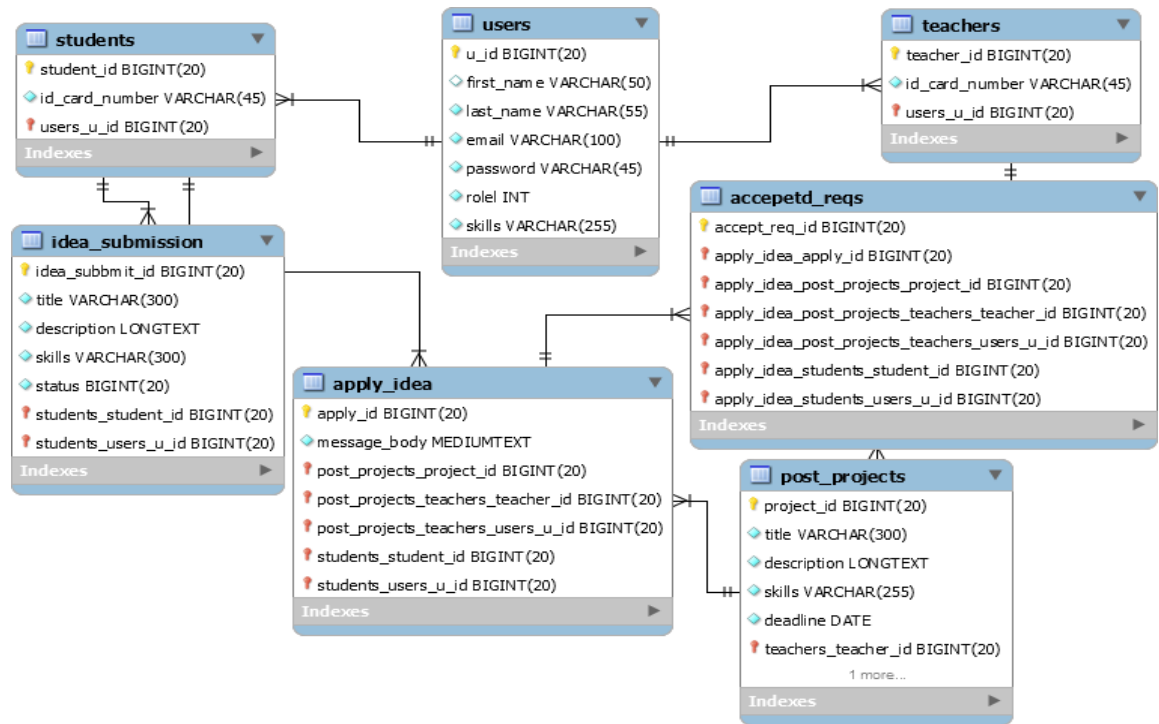 students
student_id BIGINT(20)
id_card_number VARCHAR(45)
users_u_id BIGINT(20)
Indexes
users
u_id BIGINT(20)
first_name VARCHAR(50)
last_name VARCHAR(55)
email VARCHAR(100)
password VARCHAR(45)
rolel INT
skills VARCHAR(255)
Indexes
teachers
teacher_id BIGINT(20)
id_card_number VARCHAR(45)
users_u_id BIGINT(20)
Indexes
idea_submission
idea_subbmit_id BIGINT(20)
title VARCHAR(300)
description LONGTEXT
skills VARCHAR(300)
status BIGINT(20)
students_student_id BIGINT(20)
students_users_u_id BIGINT(20)
Indexes
accepetd_reqs
accept_req_id BIGINT(20)
apply_idea_apply_id BIGINT(20)
apply_idea_post_projects_project_id BIGINT(20)
apply_idea_post_projects_teachers_teacher_id BIGINT(20)
apply_idea_post_projects_teachers_users_u_id BIGINT(20)
apply_idea_students_student_id BIGINT(20)
apply_idea_students_users_u_id BIGINT(20)
Indexes
apply_idea
apply_id BIGINT(20)
message_body MEDIUMTEXT
post_projects_project_id BIGINT(20)
post_projects_teachers_teacher_id BIGINT(20)
post_projects_teachers_users_u_id BIGINT(20)
students_student_id BIGINT(20)
students_users_u_id BIGINT(20)
Indexes
post_projects
project_id BIGINT(20)
title VARCHAR(300)
description LONGTEXT
skills VARCHAR(255)
deadline DATE
teachers_teacher_id BIGINT(20)
1 more...
Indexes